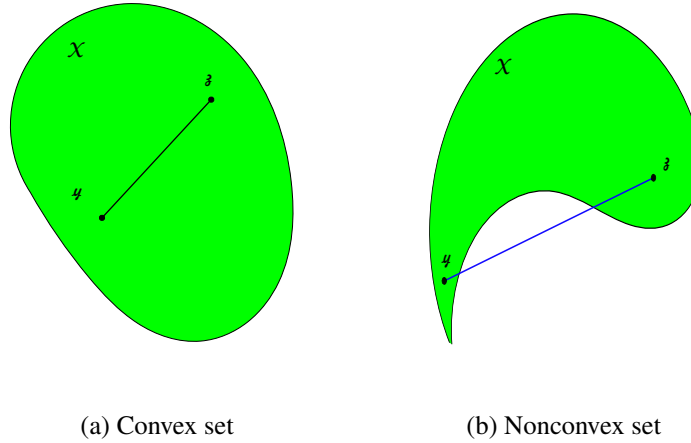 𝒳
𝓏
𝓎
(a) Convex set
𝒳
𝓏
𝓎
(b) Nonconvex set